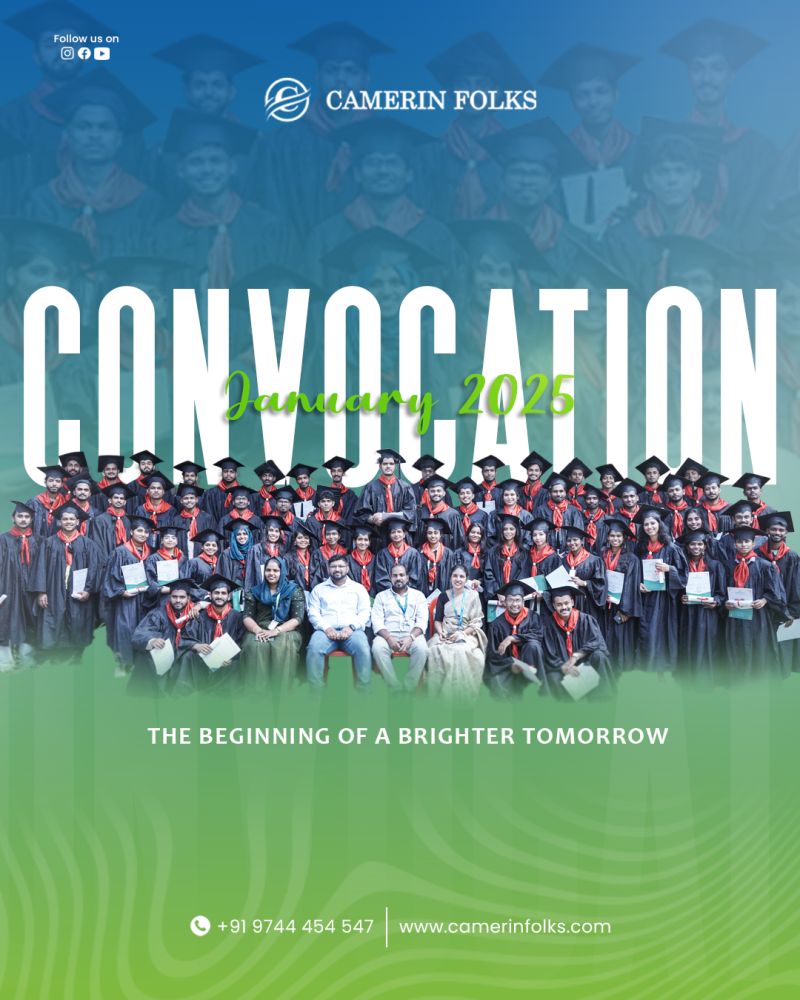 Follow us on
CAMERIN FOLKS
CONVOCATION
January 2025
THE BEGINNING OF A BRIGHTER TOMORROW
+91 9744 454 547
www.camerinfolks.com